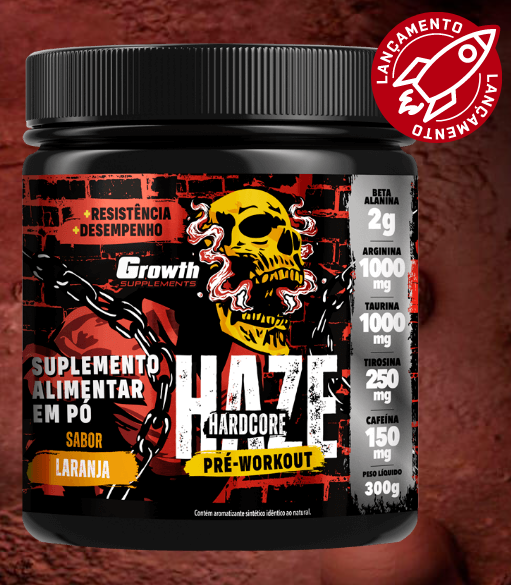 LANÇAMENTO
LANÇAMENTO
+RESISTÊNCIA
+DESEMPENHO
Growth
SUPPLEMENTS
SUPLEMENTO
ALIMENTAR
EM PÓ
SABOR
LARANJA
HAZE
HARDCORE
PRÉ-WORKOUT
Contém aromatizante sintético idêntico ao natural.
BETA
ALANINA
2g
ARGININA
1000
mg
TAURINA
1000
mg
TIROSINA
250
mg
CAFEÍNA
150
mg
PESO LÍQUIDO
300g